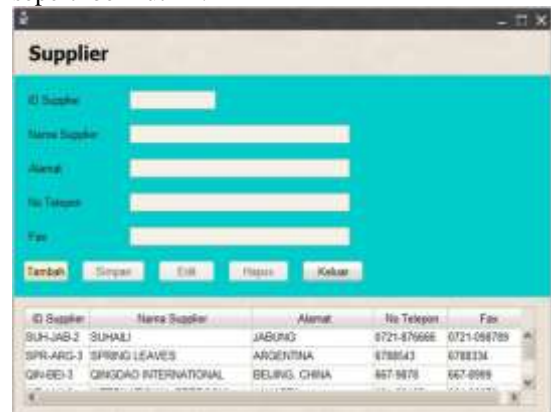 Supplier
ID Supplier
Nama Supplier
Alamat
No Telepon
Fax
Tambah Simpan Edit Hapus Keluar
ID Supplier Nama Supplier Alamat No Telepon Fax
SUH-JAB-2 SUHAILI JABUNG 0721-876666 0721-098789
SPR-ARG-3 SPRING LEAVES ARGENTINA 6788543 6788334
QIN-BEI-3 QINGDAO INTERNATIONAL BEIJING, CHINA 667-9878 667-8989